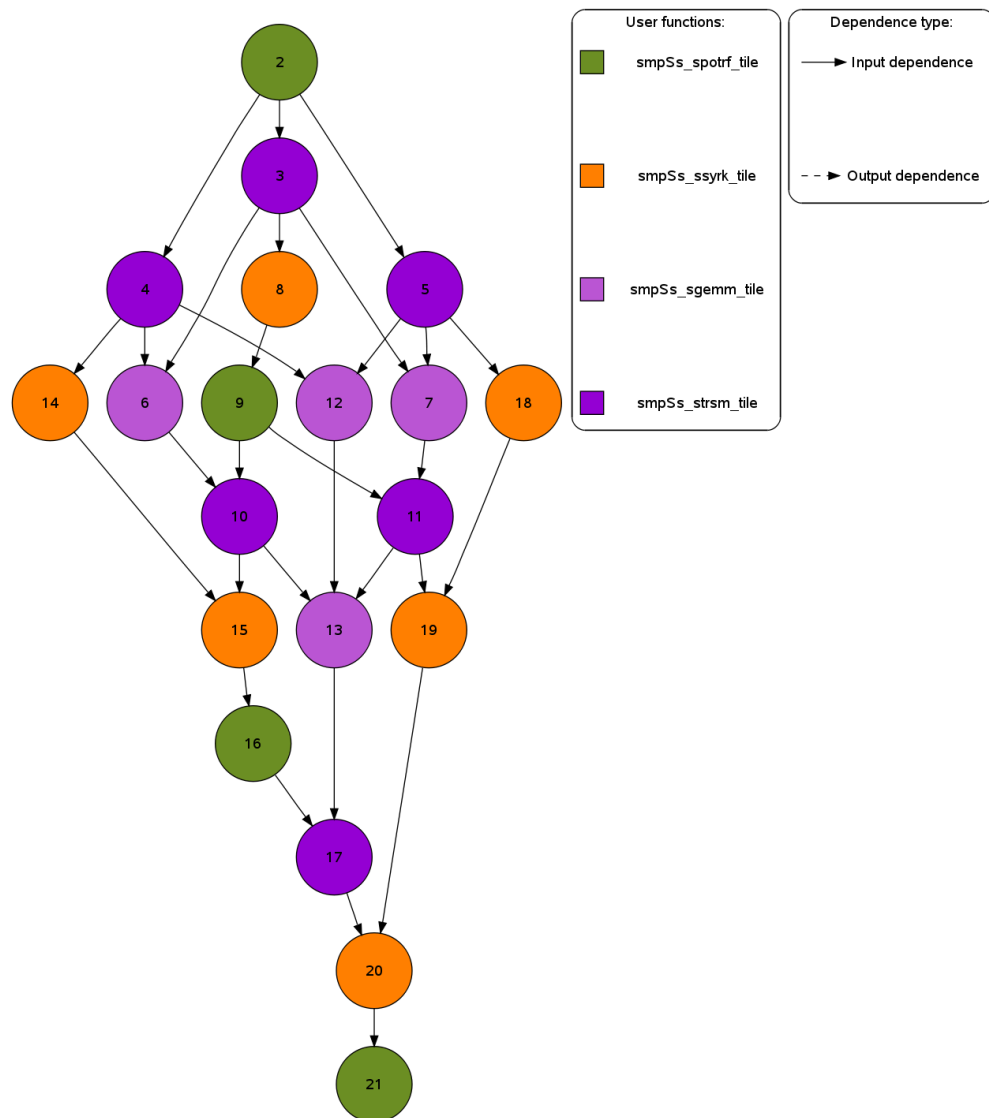 User functions:
Dependence type:
2
smpSs_spotrf_tile
Input dependence
3
smpSs_ssyrk_tile
Output dependence
4
8
5
smpSs_sgemm_tile
14
6
9
12
7
18
smpSs_strsm_tile
10
11
15
13
19
16
17
20
21